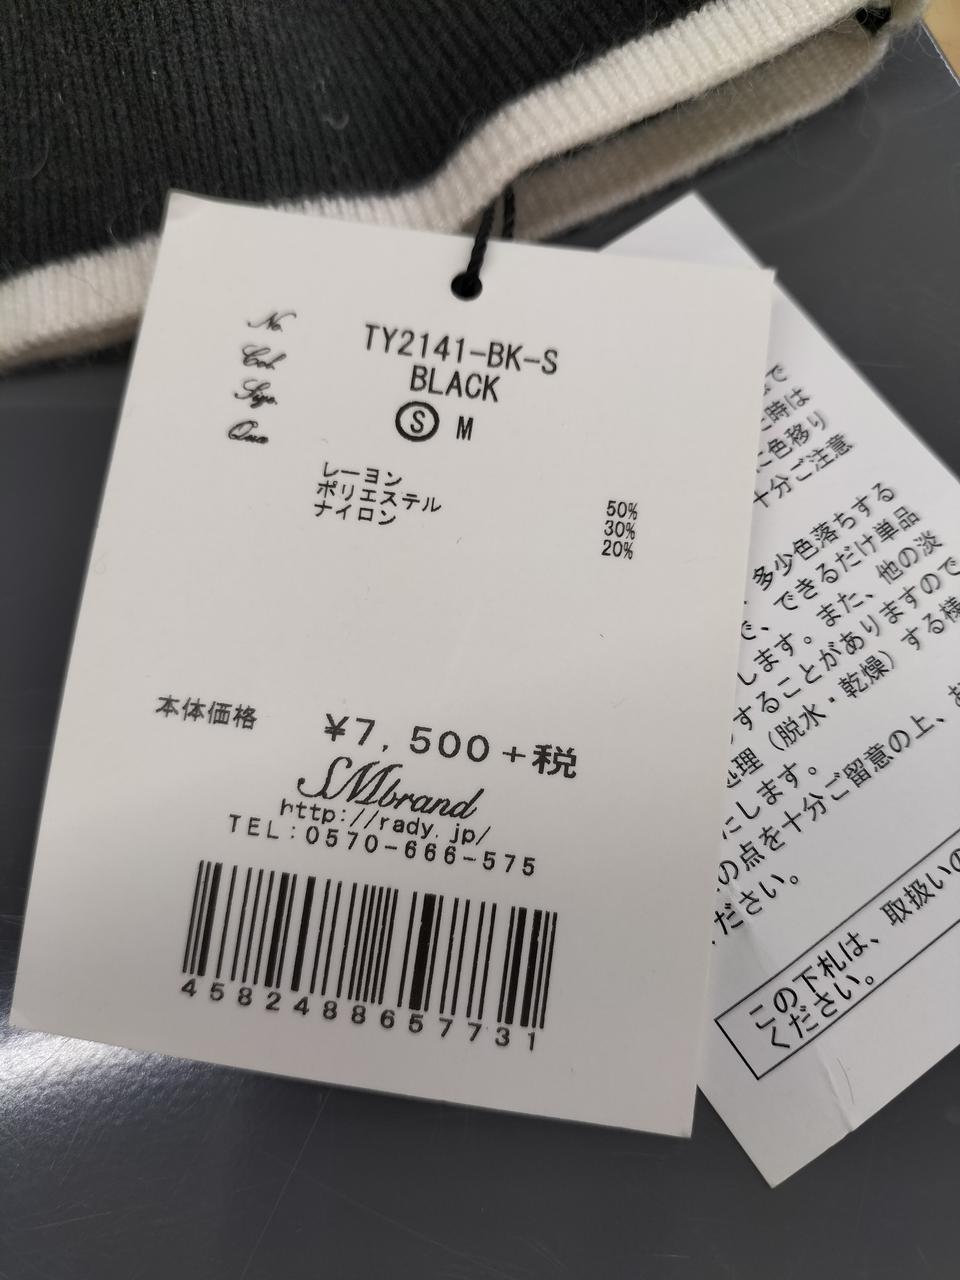 No. TY2141-BK-S
Col. BLACK
Size. S M
Qua
レーヨン 50%
ポリエステル 30%
ナイロン 20%
本体価格 ¥7,500+税
SMbrand
http://rady.jp/
TEL:0570-666-575
4582488657731
で
時は
色移り
十分ご注意
多少色落ちする
で、できるだけ単品
します。また、他の淡
することがありますので
処理（脱水・乾燥）する様
にします。
の点を十分ご留意の上、お
ださい。
この下札は、取扱いの
ください。